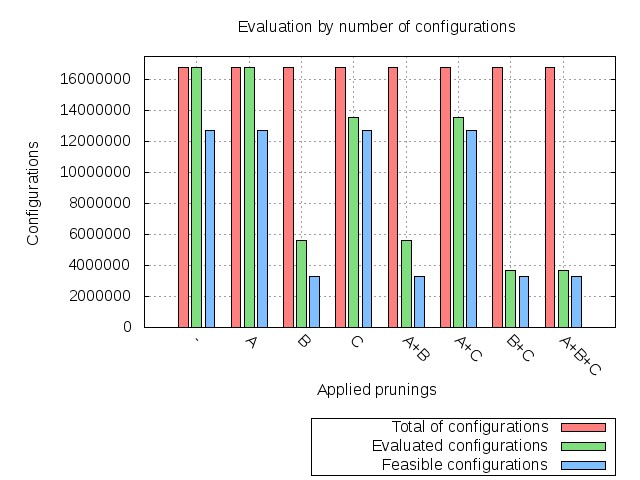 Evaluation by number of configurations
16000000
14000000
12000000
10000000
8000000
6000000
4000000
2000000
0
Configurations
- A B C A+B A+C B+C A+B+C
Applied prunings
Total of configurations
Evaluated configurations
Feasible configurations